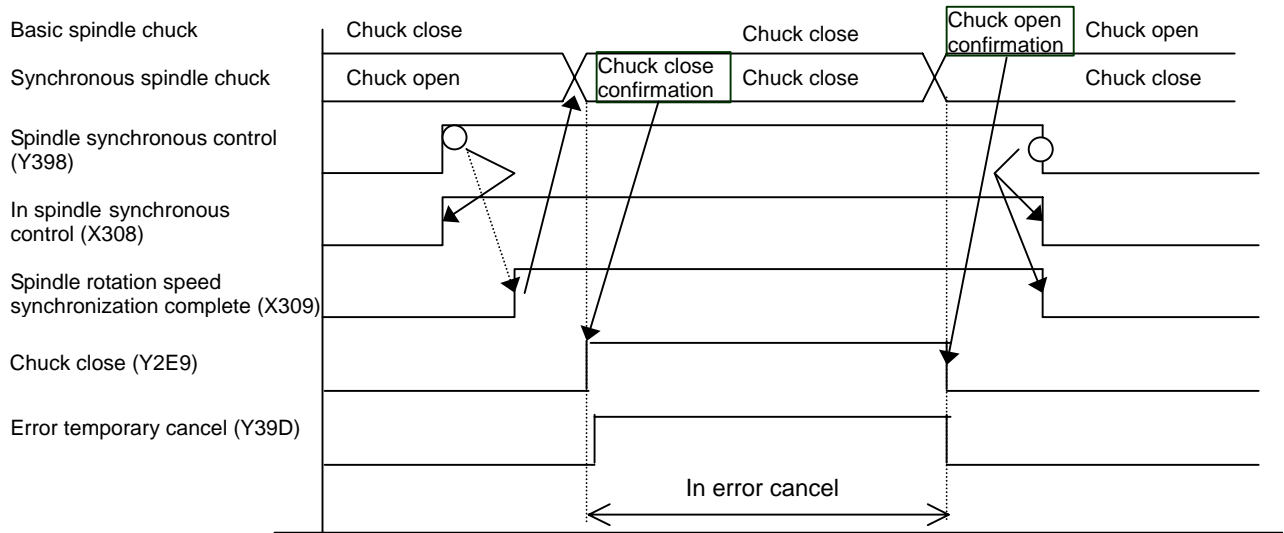 Basic spindle chuck
Chuck close
Chuck close
Chuck open
confirmation
Chuck open
Synchronous spindle chuck
Chuck open
Chuck close
confirmation
Chuck close
Chuck close
Spindle synchronous control
(Y398)
In spindle synchronous
control (X308)
Spindle rotation speed
synchronization complete (X309)
Chuck close (Y2E9)
Error temporary cancel (Y39D)
In error cancel